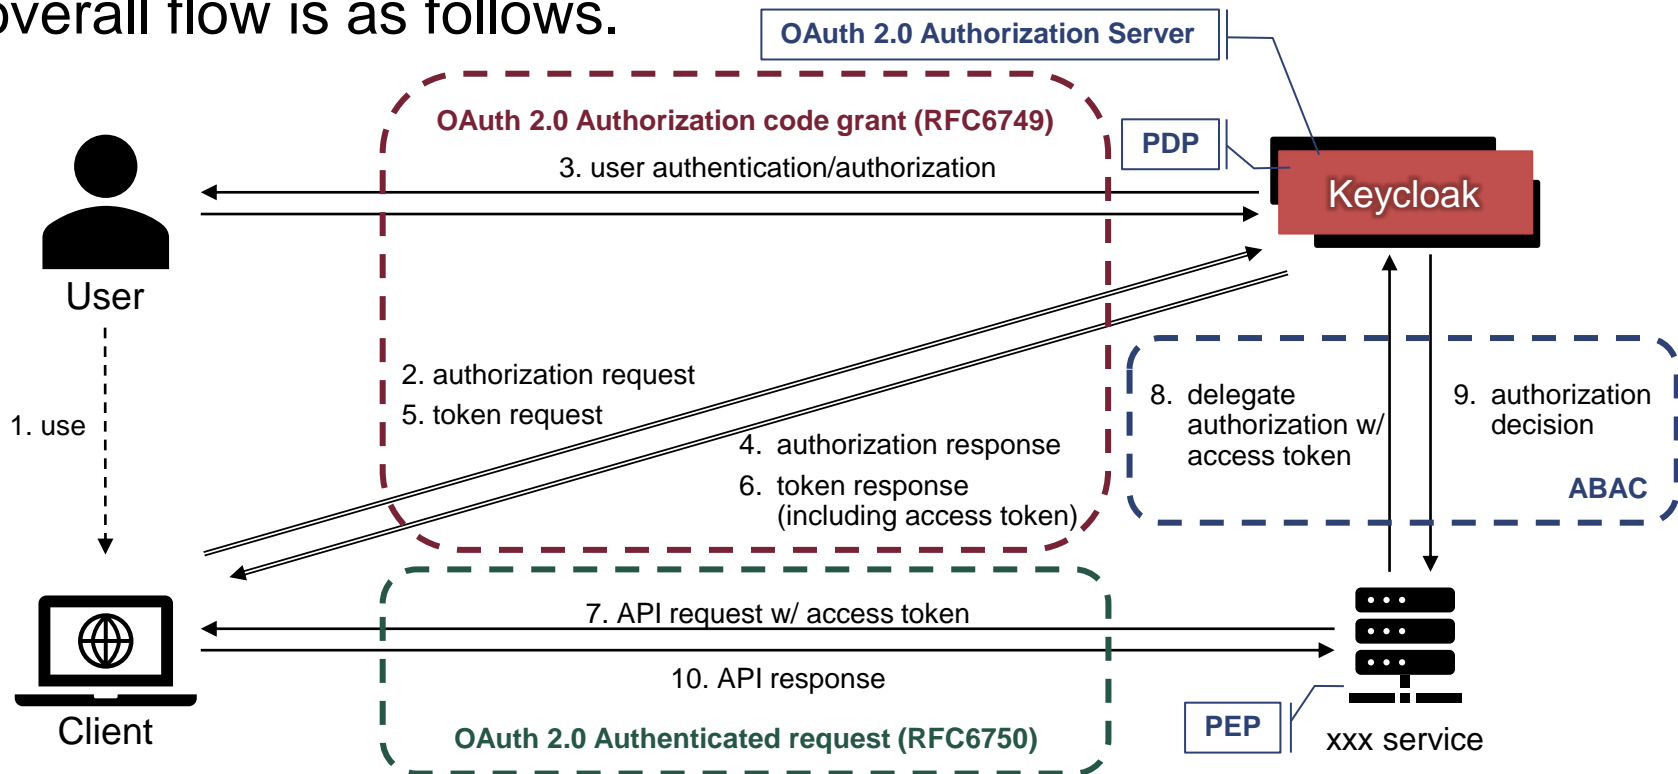 overall flow is as follows.
OAuth 2.0 Authorization Server
OAuth 2.0 Authorization code grant (RFC6749)
PDP
3. user authentication/authorization
Keycloak
User
2. authorization request
5. token request
1. use
4. authorization response
6. token response
(including access token)
8. delegate
authorization w/
access token
9. authorization
decision
ABAC
7. API request w/ access token
10. API response
Client
OAuth 2.0 Authenticated request (RFC6750)
PEP
xxx service